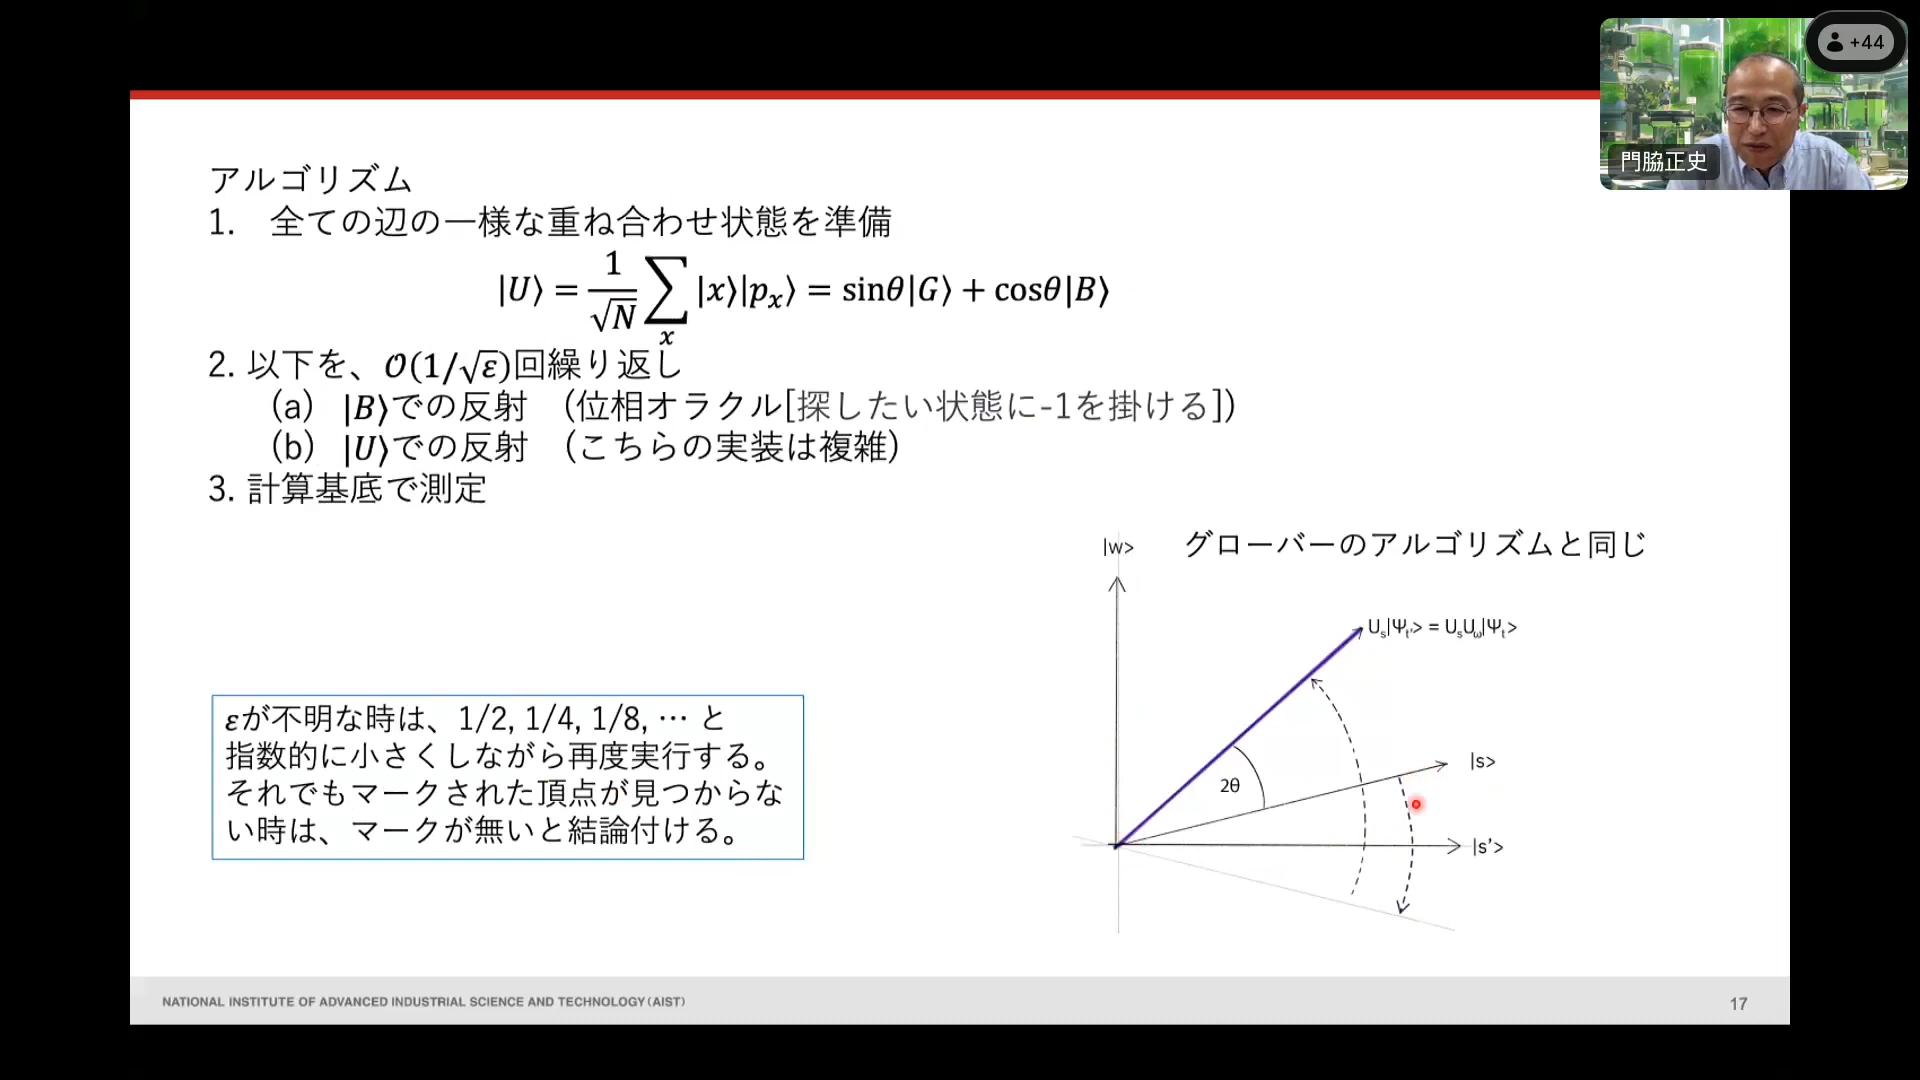 +44
門脇正史
アルゴリズム
1. 全ての辺の一様な重ね合わせ状態を準備
|U⟩ = 1/√N ∑x |x⟩|pₓ⟩ = sinθ|G⟩ + cosθ|B⟩
2. 以下を、𝒪(1/√ε)回繰り返し
(a) |B⟩での反射 (位相オラクル[探したい状態に-1を掛ける])
(b) |U⟩での反射 (こちらの実装は複雑)
3. 計算基底で測定
グローバーのアルゴリズムと同じ
|w>
Us|Ψt'> = UsUω|Ψt>
2θ
|s>
|s'>
εが不明な時は、1/2, 1/4, 1/8, ⋯ と
指数的に小さくしながら再度実行する。
それでもマークされた頂点が見つからな
い時は、マークが無いと結論付ける。
NATIONAL INSTITUTE OF ADVANCED INDUSTRIAL SCIENCE AND TECHNOLOGY (AIST)
17